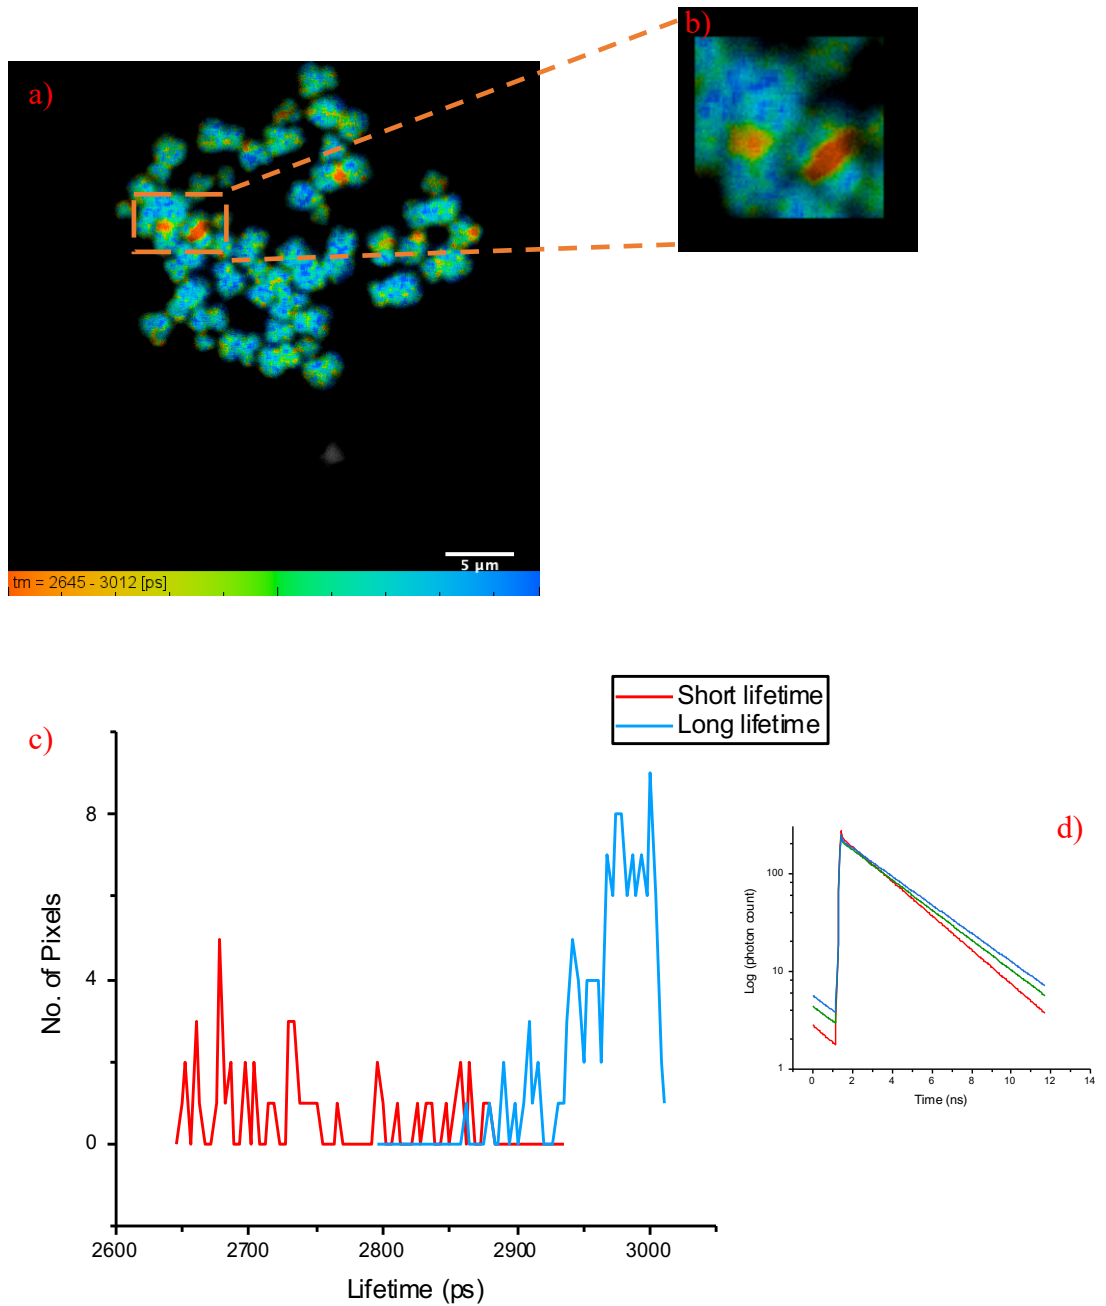 a)
b)
5 µm
tm = 2645 - 3012 [ps]
Short lifetime
Long lifetime
c)
No. of Pixels
8
4
0
2600
2700
2800
2900
3000
Lifetime (ps)
d)
Log (photon count)
100
10
1
0
2
4
6
8
10
12
14
Time (ns)